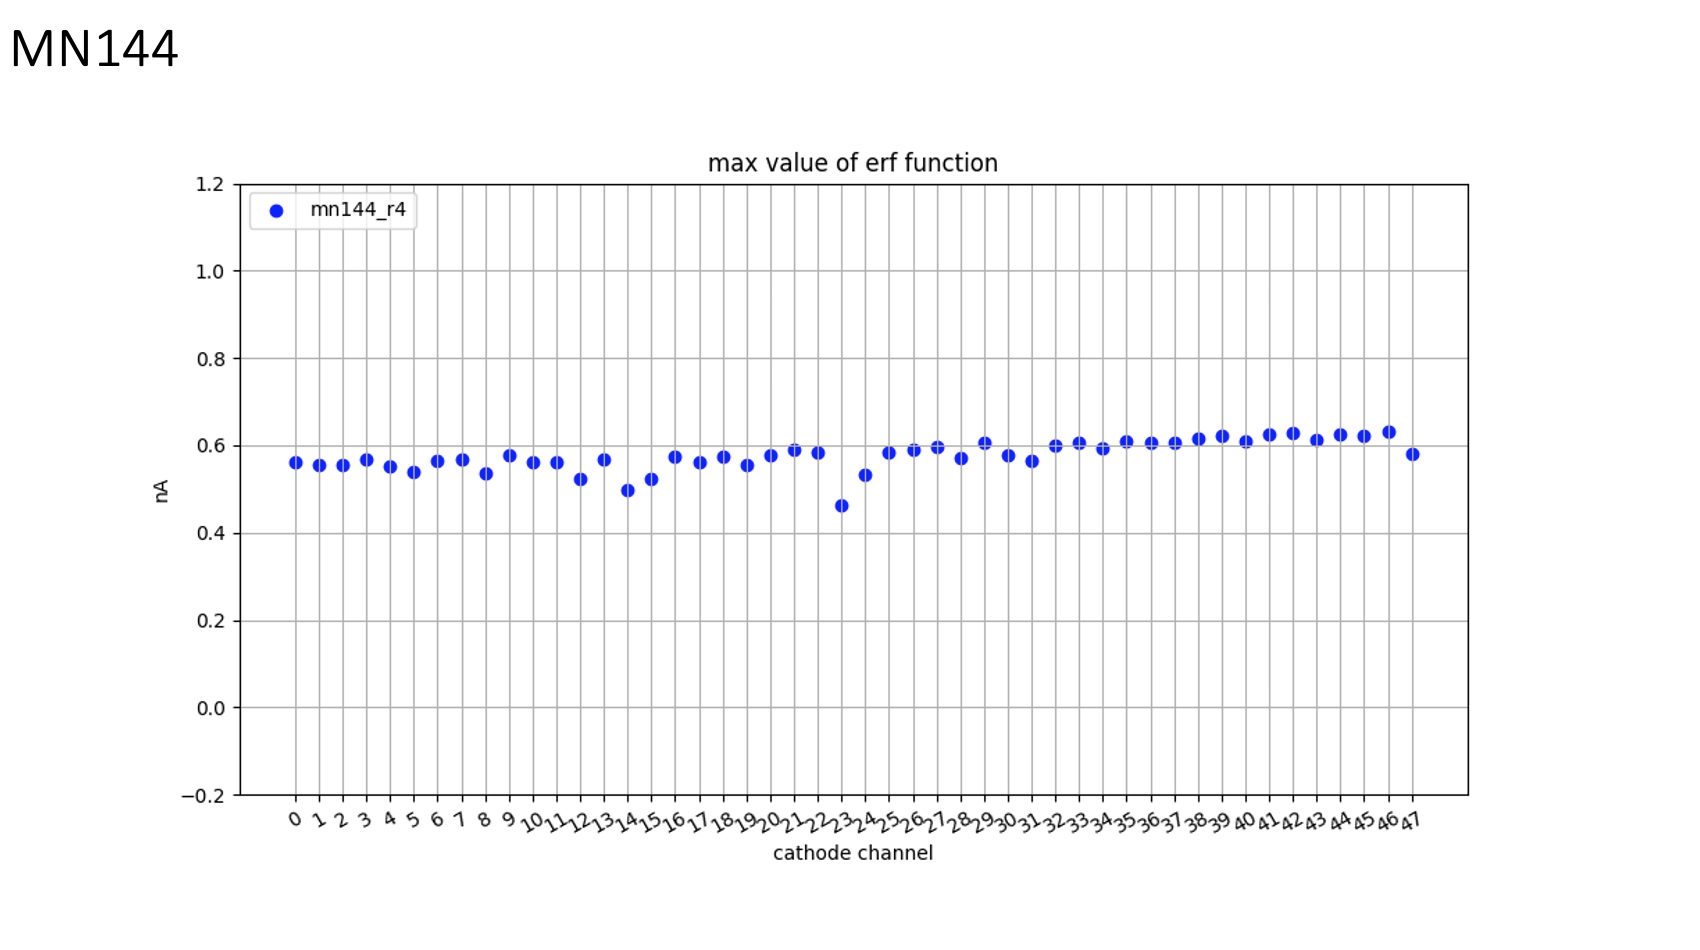 MN144
max value of erf function
mn144_r4
1.2
1.0
0.8
0.6
0.4
0.2
0.0
−0.2
nA
0 1 2 3 4 5 6 7 8 9 10 11 12 13 14 15 16 17 18 19 20 21 22 23 24 25 26 27 28 29 30 31 32 33 34 35 36 37 38 39 40 41 42 43 44 45 46 47
cathode channel